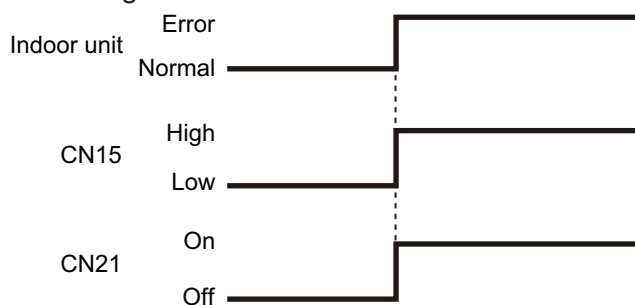 Error
Indoor unit
Normal
High
CN15
Low
On
CN21
Off